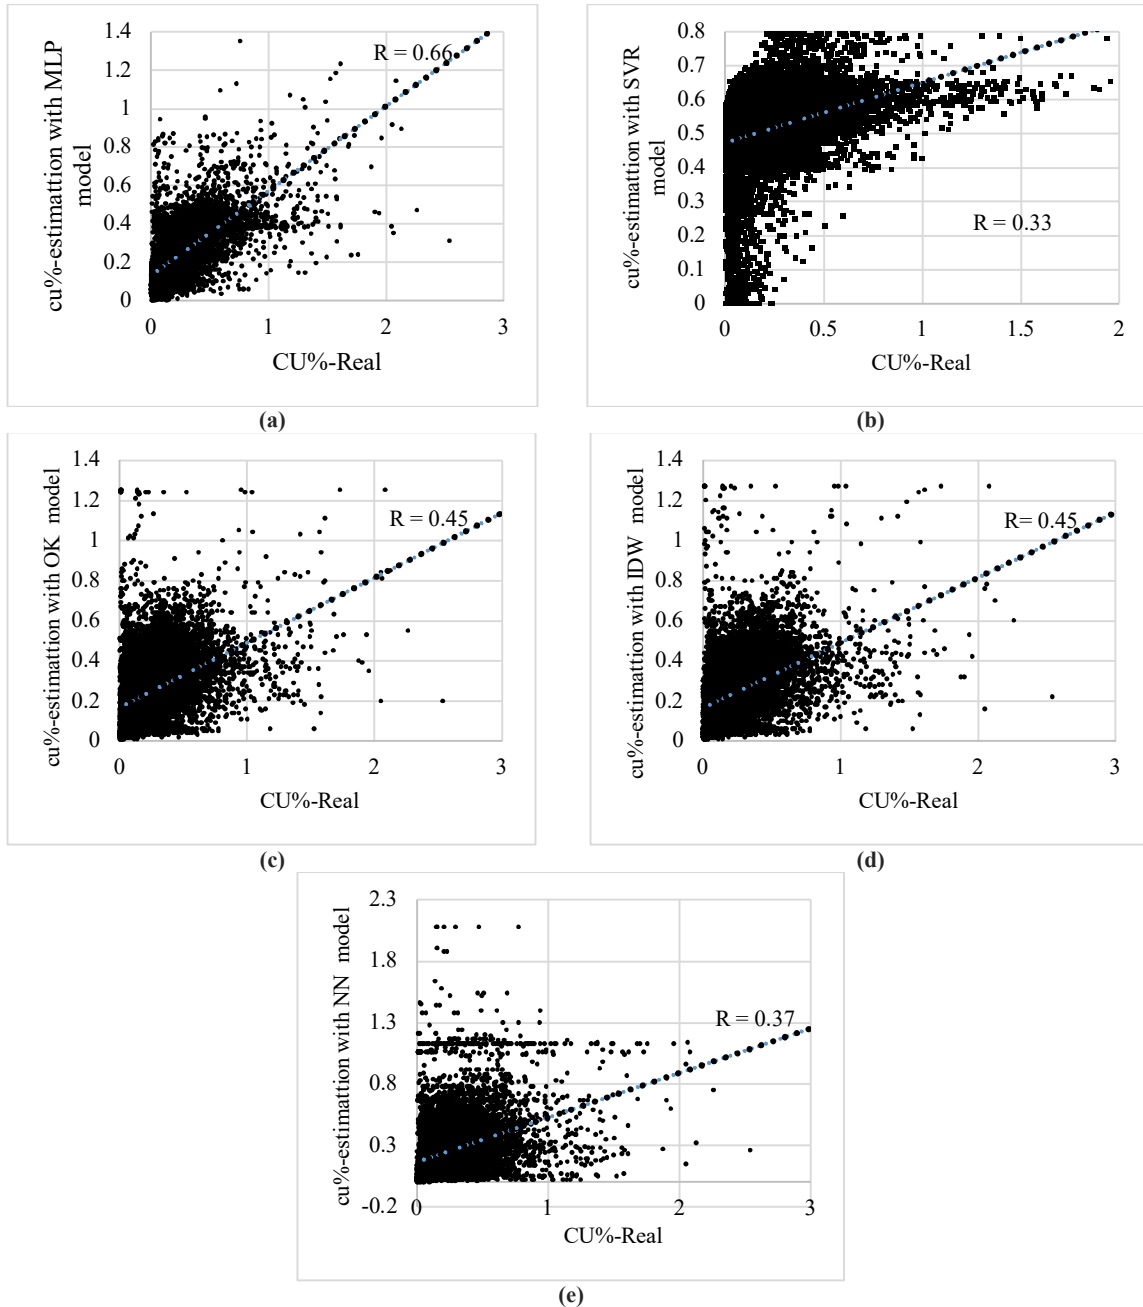 cu%-estimattion with MLP
model
1.4
1.2
1
0.8
0.6
0.4
0.2
0
R = 0.66
0 1 2 3
CU%-Real
(a)
cu%-estimattion with SVR
model
0.8
0.7
0.6
0.5
0.4
0.3
0.2
0.1
0
R = 0.33
0 0.5 1 1.5 2
CU%-Real
(b)
cu%-estimattion with OK model
1.4
1.2
1
0.8
0.6
0.4
0.2
0
R = 0.45
0 1 2 3
CU%-Real
(c)
cu%-estimattion with IDW model
1.4
1.2
1
0.8
0.6
0.4
0.2
0
R= 0.45
0 1 2 3
CU%-Real
(d)
cu%-estimattion with NN model
2.3
1.8
1.3
0.8
0.3
-0.2
R = 0.37
0 1 2 3
CU%-Real
(e)